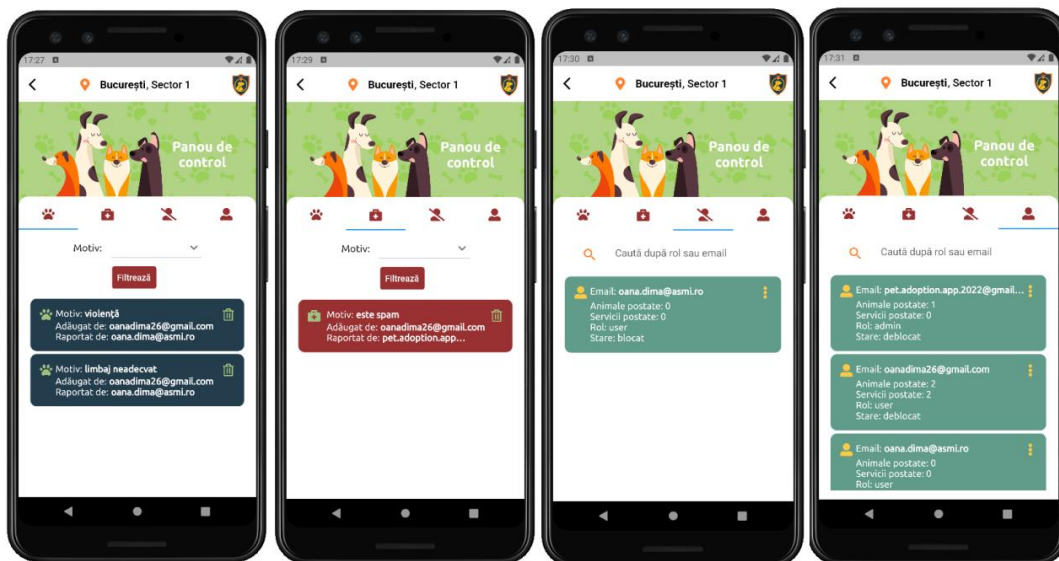 17:27
București, Sector 1
Panou de
control
Motiv:
Filtrează
Motiv: violență
Adăugat de: oanadima26@gmail.com
Raportat de: oana.dima@asmi.ro
Motiv: limbaj neadecvat
Adăugat de: oanadima26@gmail.com
Raportat de: oana.dima@asmi.ro
17:29
București, Sector 1
Panou de
control
Motiv:
Filtrează
Motiv: este spam
Adăugat de: oanadima26@gmail.com
Raportat de: pet.adoption.app...
17:30
București, Sector 1
Panou de
control
Caută după rol sau email
Email: oana.dima@asmi.ro
Animale postate: 0
Servicii postate: 0
Rol: user
Stare: blocat
17:31
București, Sector 1
Panou de
control
Caută după rol sau email
Email: pet.adoption.app.2022@gmail...
Animale postate: 1
Servicii postate: 0
Rol: admin
Stare: deblocat
Email: oanadima26@gmail.com
Animale postate: 2
Servicii postate: 2
Rol: user
Stare: deblocat
Email: oana.dima@asmi.ro
Animale postate: 0
Servicii postate: 0
Rol: user